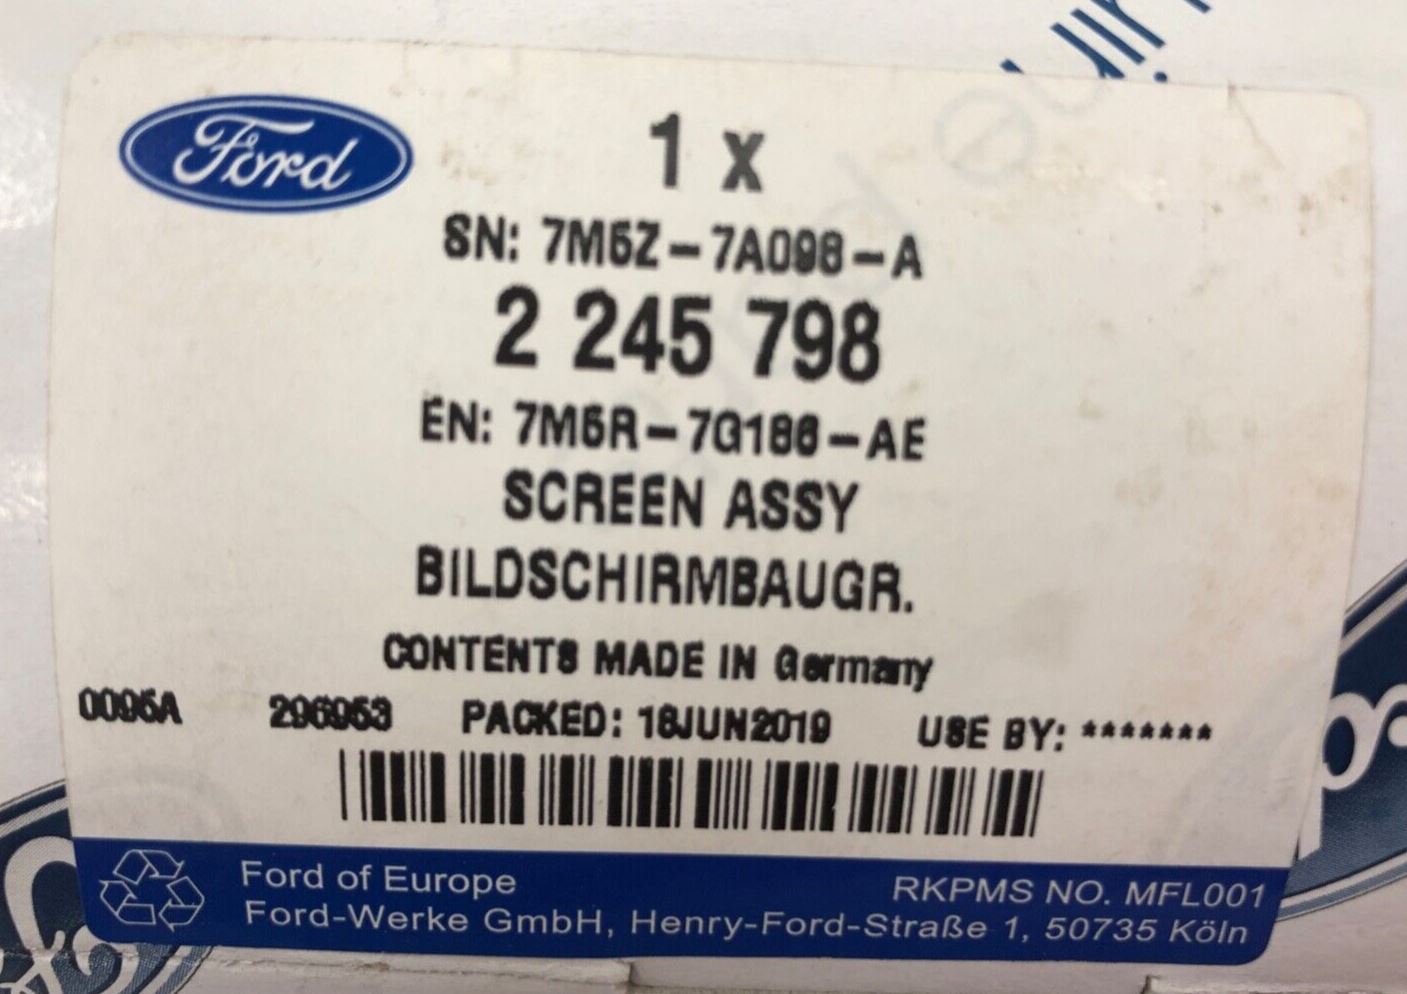 Ford
1 x
SN: 7M5Z-7A098-A
2 245 798
EN: 7M5R-7G186-AE
SCREEN ASSY
BILDSCHIRMBAUGR.
CONTENTS MADE IN Germany
0095A 296953 PACKED: 18JUN2019 USE BY: *******
Ford of Europe RKPMS NO. MFL001
Ford-Werke GmbH, Henry-Ford-Straße 1, 50735 Köln